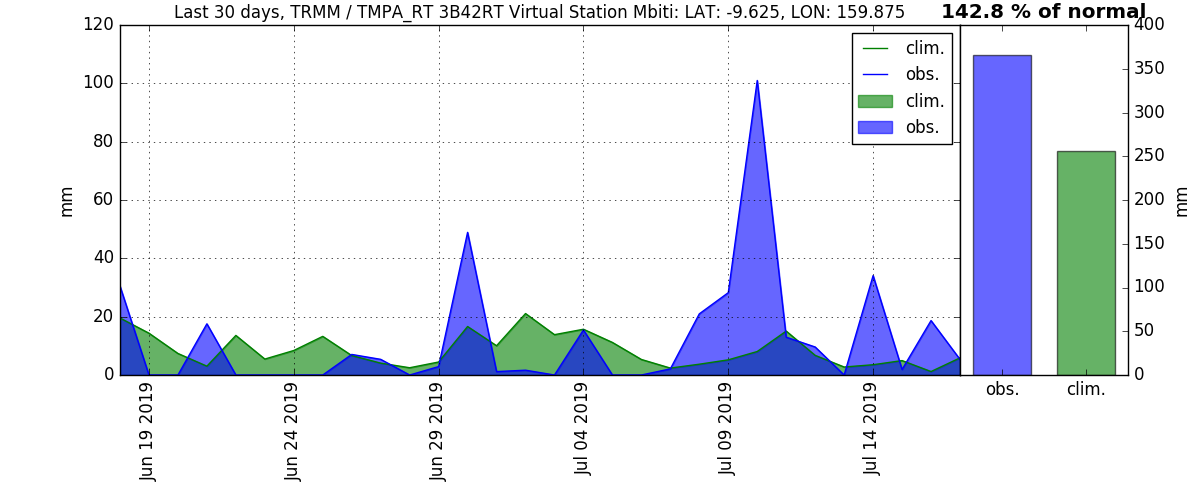 Last 30 days, TRMM / TMPA_RT 3B42RT Virtual Station Mbiti: LAT: -9.625, LON: 159.875
142.8 % of normal
120
100
80
60
40
20
0
mm
clim.
obs.
clim.
obs.
Jun 19 2019
Jun 24 2019
Jun 29 2019
Jul 04 2019
Jul 09 2019
Jul 14 2019
400
350
300
250
200
150
100
50
0
mm
obs.
clim.